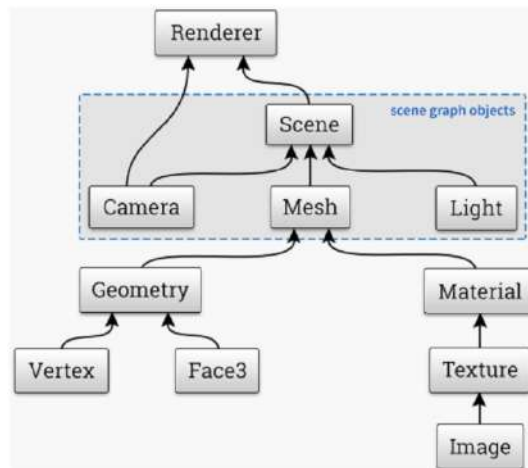 Renderer
scene graph objects
Scene
Camera
Mesh
Light
Geometry
Material
Vertex
Face3
Texture
Image